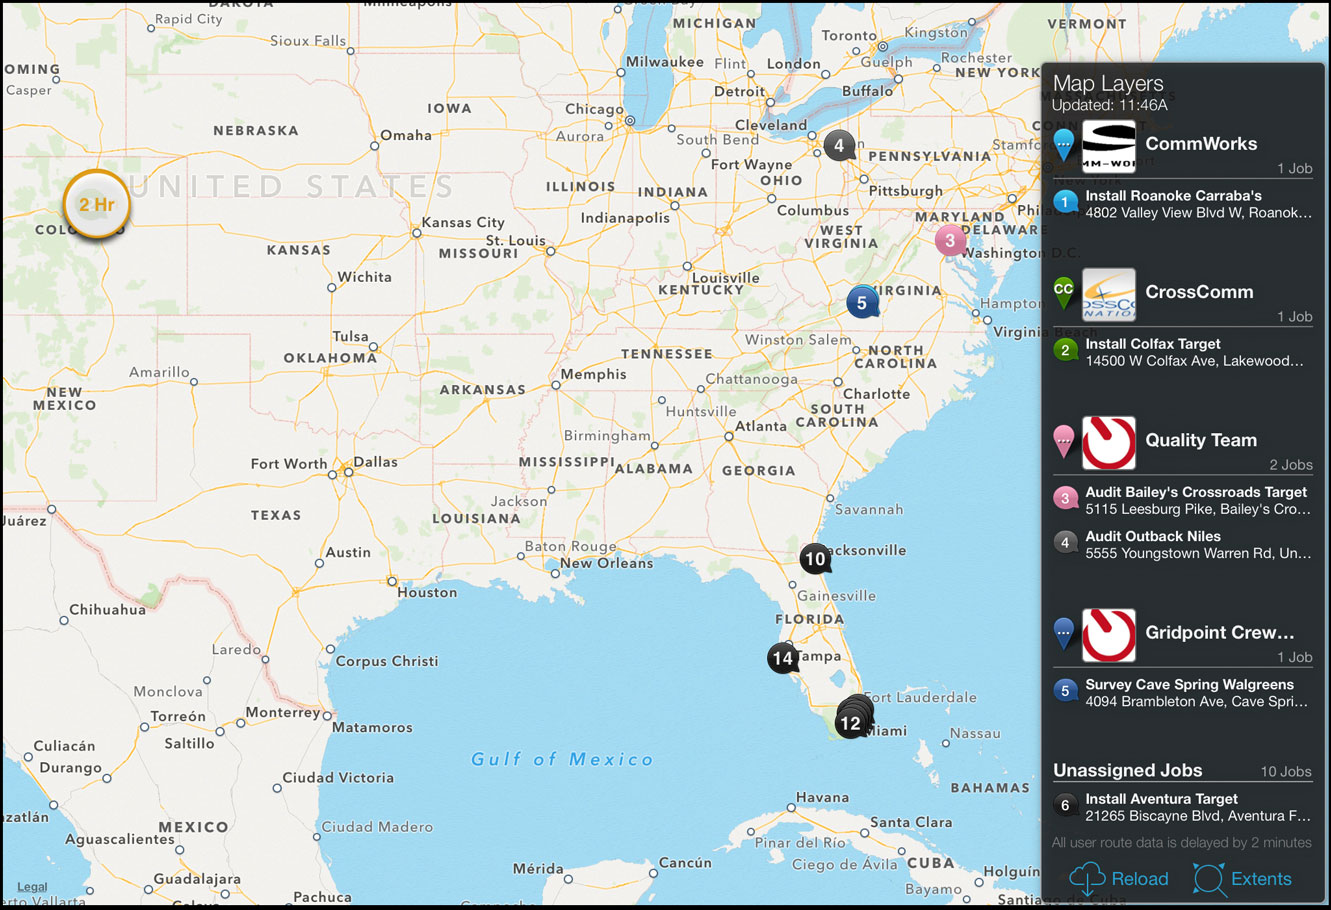 DAKOTA
Minneapolis
Rapid City
Sioux Falls
MICHIGAN
Green Bay
VERMONT
Toronto
Kingston
OMING
Casper
Milwaukee
Flint
London
Guelph
Rochester
NEW YORK
Detroit
Buffalo
IOWA
Chicago
Aurora
Cleveland
NEBRASKA
Omaha
South Bend
4
Fort Wayne
PENNSYLVANIA
UNITED STATES
ILLINOIS
INDIANA
OHIO
Pittsburgh
2 Hr
Indianapolis
Columbus
Kansas City
MARYLAND
DELAWARE
COLO
St. Louis
WEST
VIRGINIA
3
Washington D.C.
KANSAS
MISSOURI
Wichita
Louisville
KENTUCKY
5
VIRGINIA
Hampton
Virginia Beach
Tulsa
OKLAHOMA
TENNESSEE
Winston Salem
NORTH
CAROLINA
Amarillo
Memphis
Chattanooga
NEW
MEXICO
ARKANSAS
Charlotte
Huntsville
SOUTH
CAROLINA
Birmingham
Atlanta
Fort Worth
Dallas
MISSISSIPPI
ALABAMA
GEORGIA
Jackson
Savannah
TEXAS
LOUISIANA
Juárez
Austin
Baton Rouge
New Orleans
10
acksonville
Houston
Gainesville
Chihuahua
FLORIDA
Laredo
Corpus Christi
14
Tampa
Monclova
Fort Lauderdale
Torreón
Monterrey
Matamoros
12
Miami
Saltillo
Nassau
Culiacán
Durango
Gulf of Mexico
Ciudad Victoria
BAHAMAS
Havana
azatlán
MEXICO
Ciudad Madero
Santa Clara
Aguascalientes
Pinar del Río
Mérida
Cancún
Ciego de Ávila
CUBA
Holguín
Legal
Guadalajara
Bayamo
Puerto Vallarta
Pachuca
Campeche
Santiago de Cuba
Map Layers
Updated: 11:46A
CommWorks
1 Job
1
Install Roanoke Carraba's
4802 Valley View Blvd W, Roanok...
CC
CrossComm
1 Job
2
Install Colfax Target
14500 W Colfax Ave, Lakewood...
Quality Team
2 Jobs
3
Audit Bailey's Crossroads Target
5115 Leesburg Pike, Bailey's Cro...
4
Audit Outback Niles
5555 Youngstown Warren Rd, Un...
Gridpoint Crew...
1 Job
5
Survey Cave Spring Walgreens
4094 Brambleton Ave, Cave Spri...
Unassigned Jobs
10 Jobs
6
Install Aventura Target
21265 Biscayne Blvd, Aventura F...
All user route data is delayed by 2 minutes
Reload
Extents